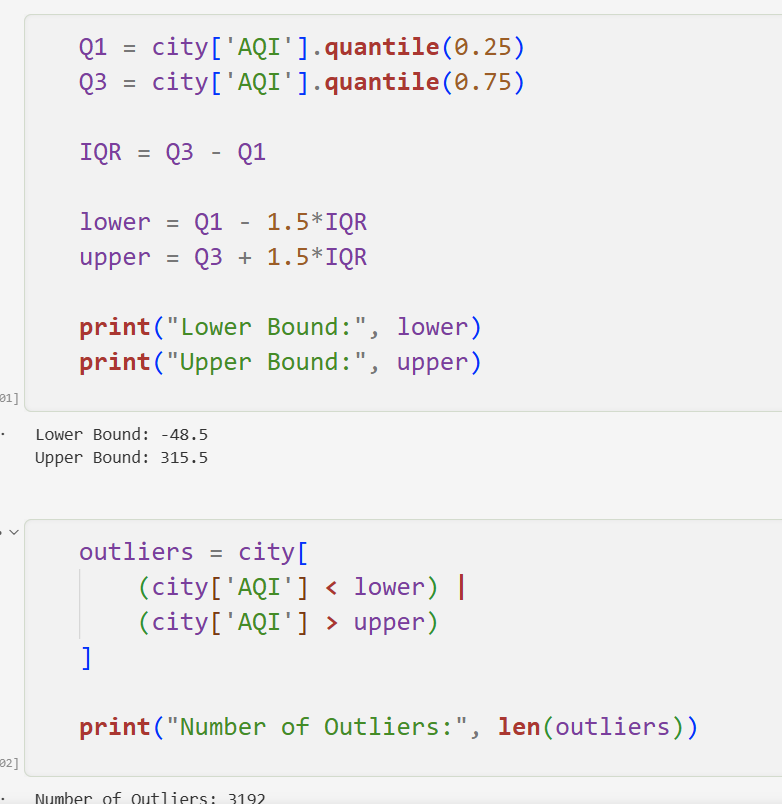 Q1 = city['AQI'].quantile(0.25)
Q3 = city['AQI'].quantile(0.75)
IQR = Q3 - Q1
lower = Q1 - 1.5*IQR
upper = Q3 + 1.5*IQR
print("Lower Bound:", lower)
print("Upper Bound:", upper)
01]
Lower Bound: -48.5
Upper Bound: 315.5
outliers = city[
(city['AQI'] < lower) |
(city['AQI'] > upper)
]
print("Number of Outliers:", len(outliers))
02]
Number of Outliers: 3192